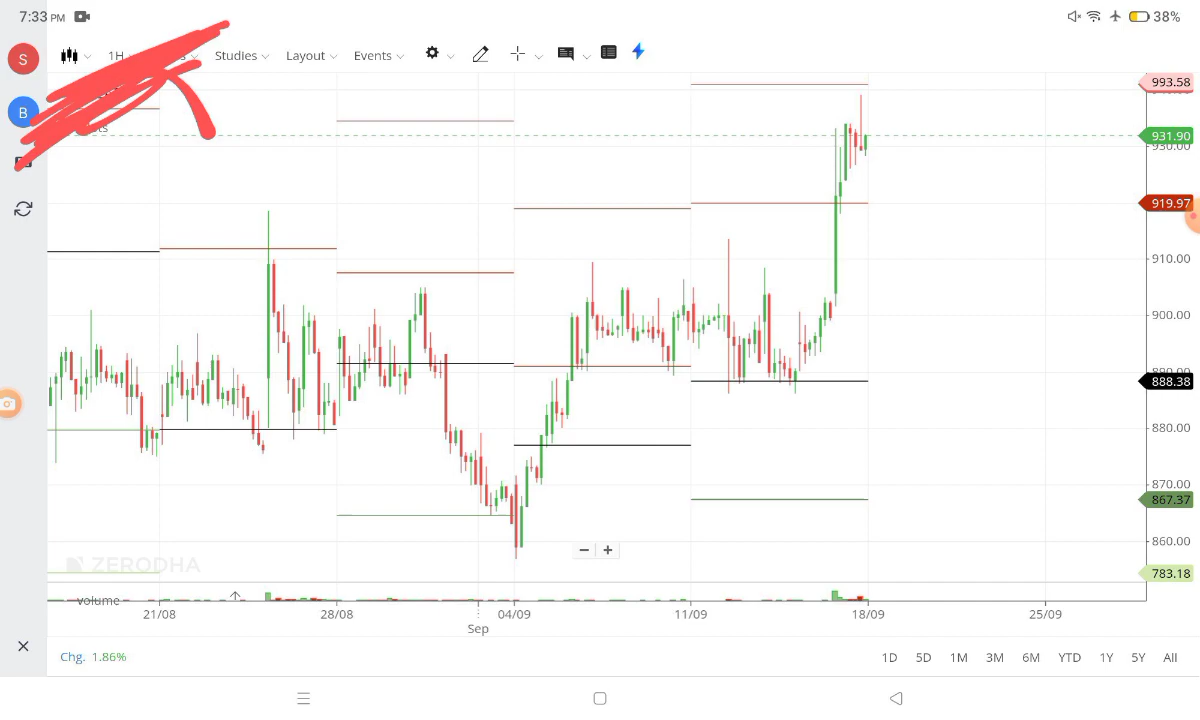 7:33 PM 38%
S 1H Studies Layout Events
993.58
B
931.90
930.00
919.97
910.00
900.00
890.00
888.38
880.00
870.00
867.37
860.00
ZERODHA
783.18
volume
21/08 28/08 04/09 11/09 18/09 25/09
Sep
Chg. 1.86% 1D 5D 1M 3M 6M YTD 1Y 5Y All